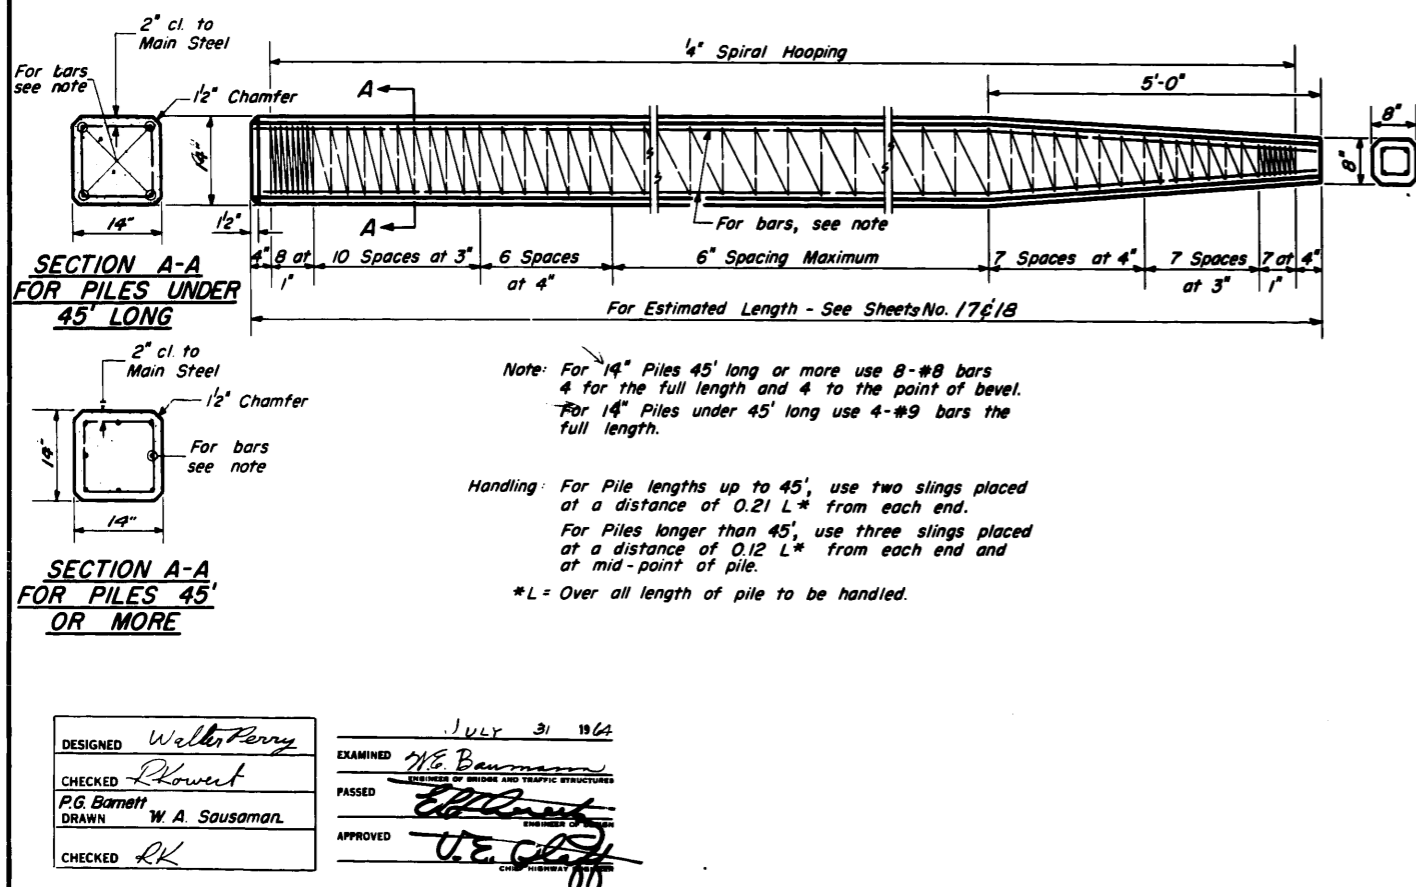 2" cl. to
Main Steel
For bars
see note
1/2" Chamfer
14"
14"
SECTION A-A
FOR PILES UNDER
45' LONG
1/4" Spiral Hooping
5'-0"
A
A
8"
8"
1/2"
For bars, see note
4" 8 at 1"
10 Spaces at 3"
6 Spaces at 4"
6" Spacing Maximum
7 Spaces at 4"
7 Spaces at 3"
7 at 1"
4"
For Estimated Length - See Sheets No. 17 & 18
2" cl. to
Main Steel
1/2" Chamfer
For bars
see note
14"
14"
SECTION A-A
FOR PILES 45'
OR MORE
Note: For 14" Piles 45' long or more use 8-#8 bars
4 for the full length and 4 to the point of bevel.
For 14" Piles under 45' long use 4-#9 bars the
full length.
Handling: For Pile lengths up to 45', use two slings placed
at a distance of 0.21 L* from each end.
For Piles longer than 45', use three slings placed
at a distance of 0.12 L* from each end and
at mid-point of pile.
*L = Over all length of pile to be handled.
DESIGNED Walter Perry
CHECKED R Kowert
P.G. Barnett
DRAWN W. A. Sausaman
CHECKED RK
JULY 31 1964
EXAMINED W.E. Baumann
ENGINEER OF BRIDGE AND TRAFFIC STRUCTURES
PASSED
ENGINEER OF DESIGN
APPROVED V.E. Staff
CHIEF HIGHWAY ENGINEER